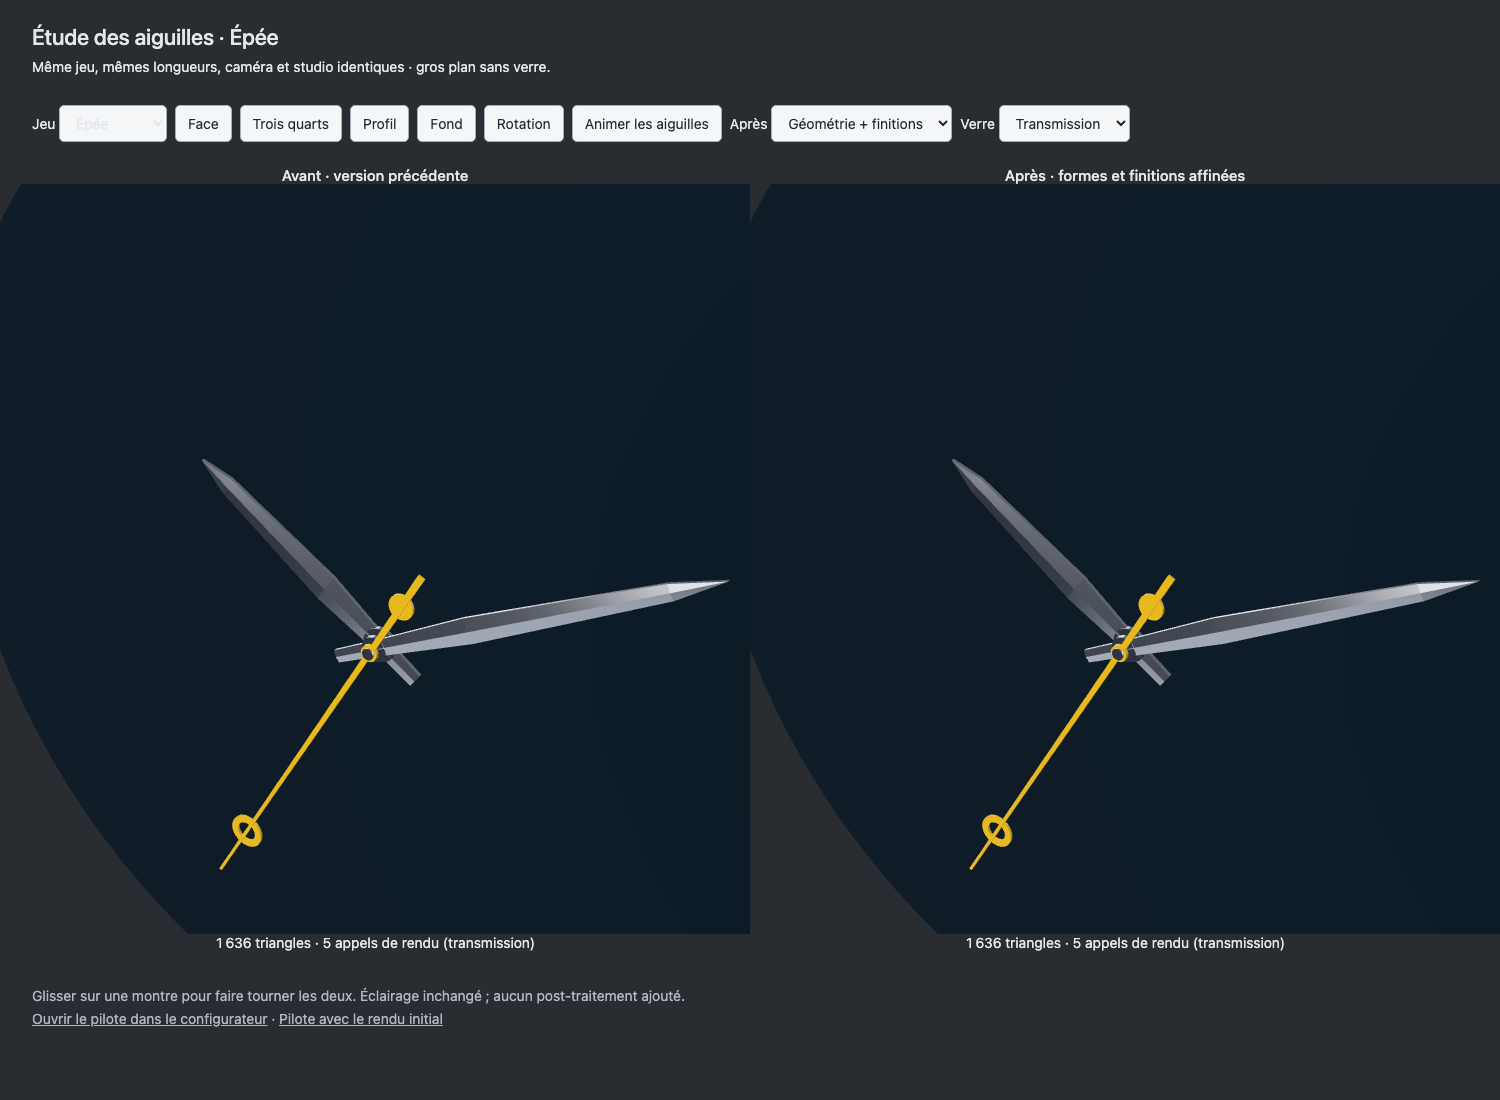 Étude des aiguilles · Épée
Même jeu, mêmes longueurs, caméra et studio identiques · gros plan sans verre.
Jeu Épée Face Trois quarts Profil Fond Rotation Animer les aiguilles Après Géométrie + finitions Verre Transmission
Avant · version précédente
Après · formes et finitions affinées
1 636 triangles · 5 appels de rendu (transmission)
1 636 triangles · 5 appels de rendu (transmission)
Glisser sur une montre pour faire tourner les deux. Éclairage inchangé ; aucun post-traitement ajouté.
Ouvrir le pilote dans le configurateur · Pilote avec le rendu initial